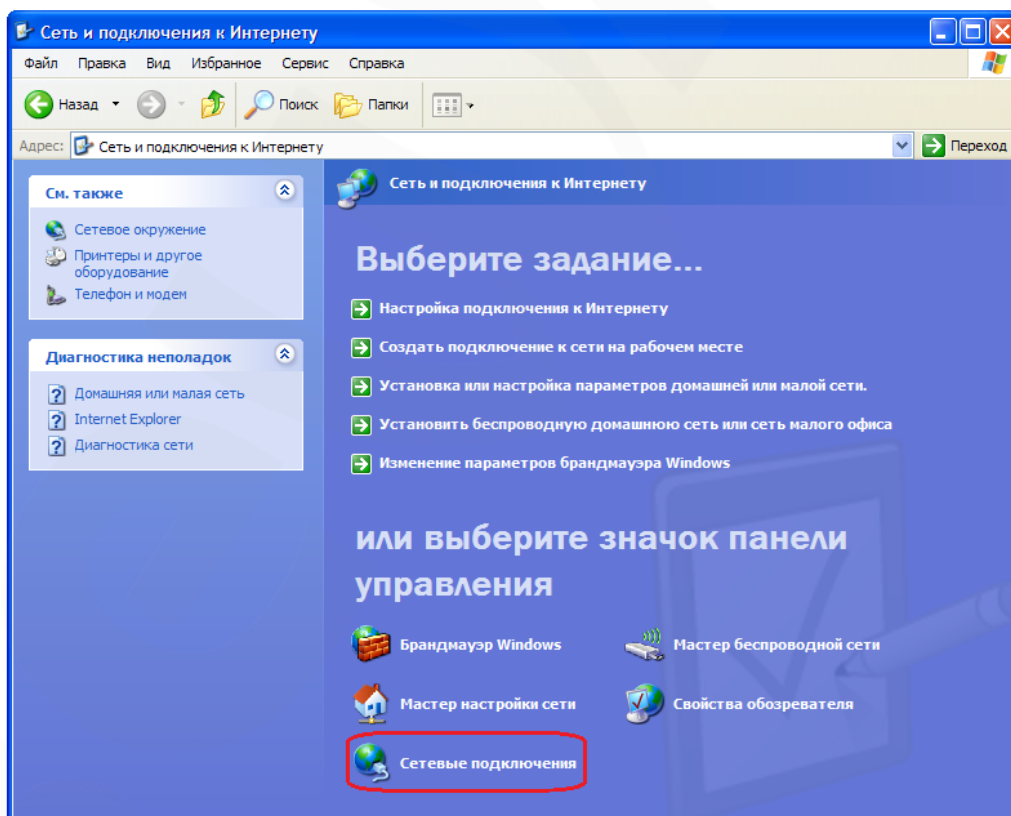 Сеть и подключения к Интернету
Файл Правка Вид Избранное Сервис Справка
Назад Поиск Папки
Адрес: Сеть и подключения к Интернету Переход
См. также
Сетевое окружение
Принтеры и другое
оборудование
Телефон и модем
Диагностика неполадок
Домашняя или малая сеть
Internet Explorer
Диагностика сети
Сеть и подключения к Интернету
Выберите задание...
Настройка подключения к Интернету
Создать подключение к сети на рабочем месте
Установка или настройка параметров домашней или малой сети.
Установить беспроводную домашнюю сеть или сеть малого офиса
Изменение параметров брандмауэра Windows
или выберите значок панели
управления
Брандмауэр Windows Мастер беспроводной сети
Мастер настройки сети Свойства обозревателя
Сетевые подключения